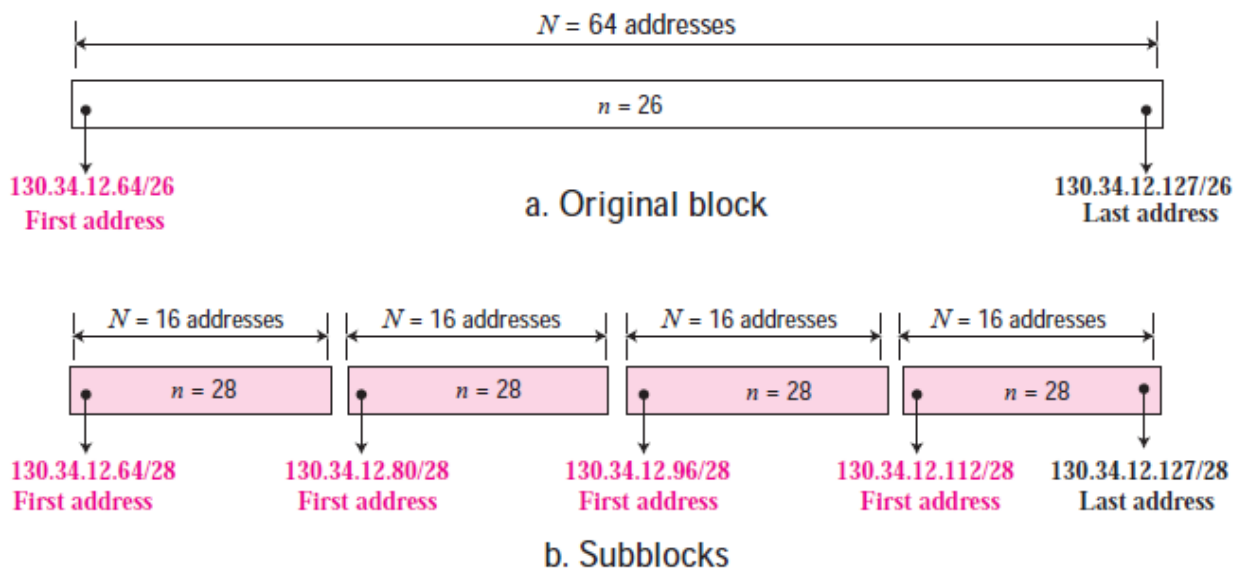 N = 64 addresses
n = 26
130.34.12.64/26
First address
a. Original block
130.34.12.127/26
Last address
N = 16 addresses
N = 16 addresses
N = 16 addresses
N = 16 addresses
n = 28
n = 28
n = 28
n = 28
130.34.12.64/28
First address
130.34.12.80/28
First address
130.34.12.96/28
First address
130.34.12.112/28
First address
130.34.12.127/28
Last address
b. Subblocks